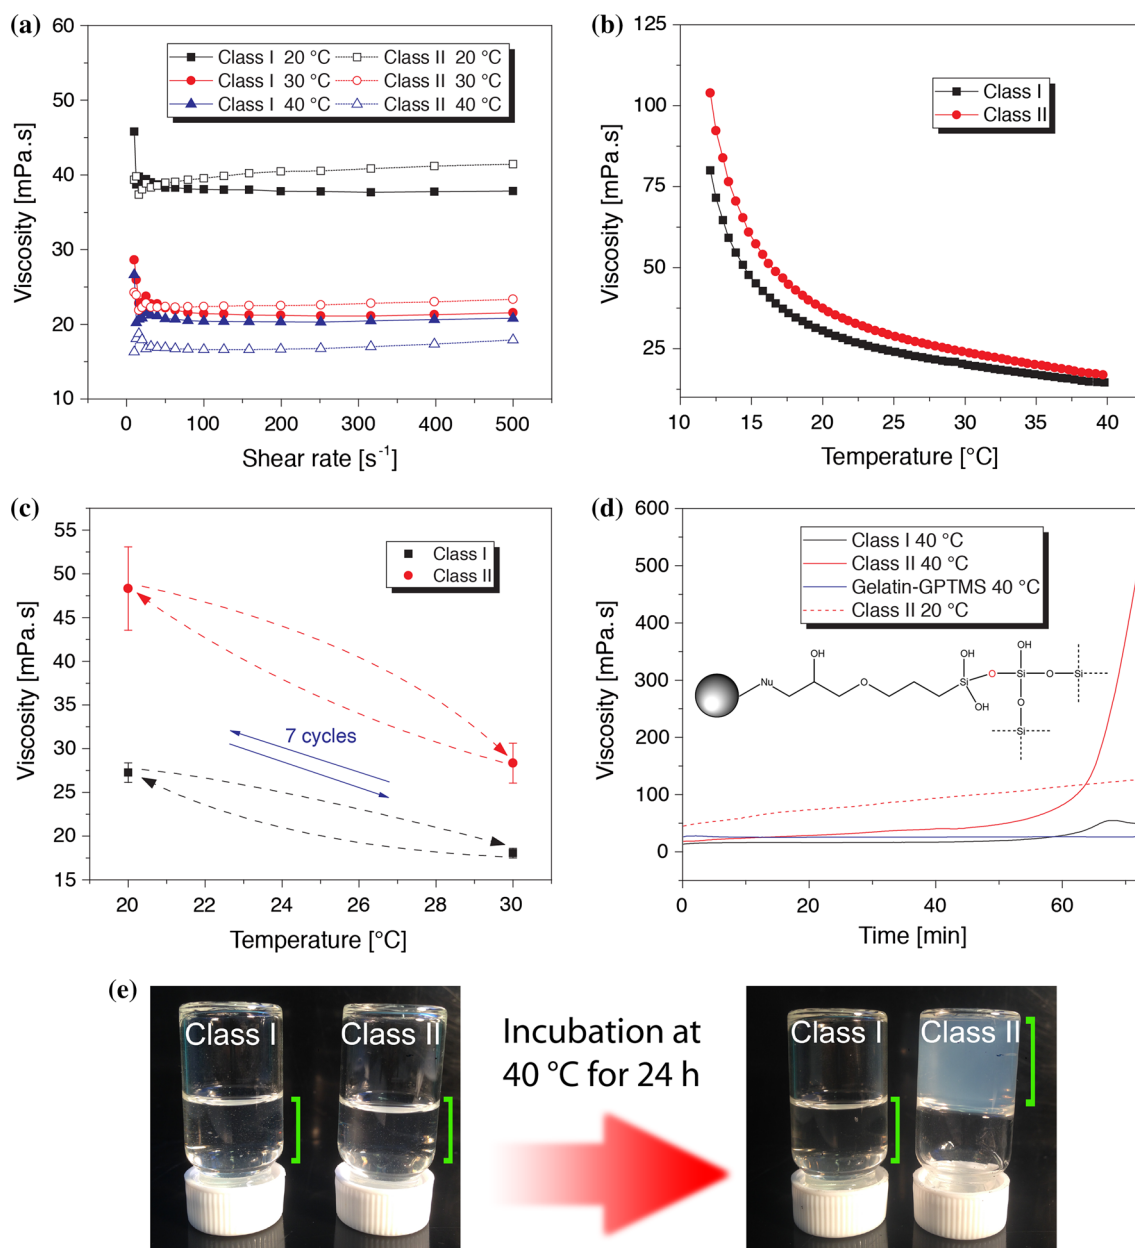 (a)
60
50
40
30
20
10
Viscosity [mPa.s]
Class I 20 °C Class II 20 °C
Class I 30 °C Class II 30 °C
Class I 40 °C Class II 40 °C
0 100 200 300 400 500
Shear rate [s-1]
(b)
125
100
75
50
25
Viscosity [mPa.s]
Class I
Class II
10 15 20 25 30 35 40
Temperature [°C]
(c)
55
50
45
40
35
30
25
20
15
Viscosity [mPa.s]
Class I
Class II
7 cycles
20 22 24 26 28 30
Temperature [°C]
(d)
600
500
400
300
200
100
0
Viscosity [mPa.s]
Class I 40 °C
Class II 40 °C
Gelatin-GPTMS 40 °C
Class II 20 °C
OH
OH
OH
Nu
O
Si
O
Si
O
Si
OH
O
Si
0 20 40 60
Time [min]
(e)
Class I
Class II
Incubation at
40 °C for 24 h
Class I
Class II